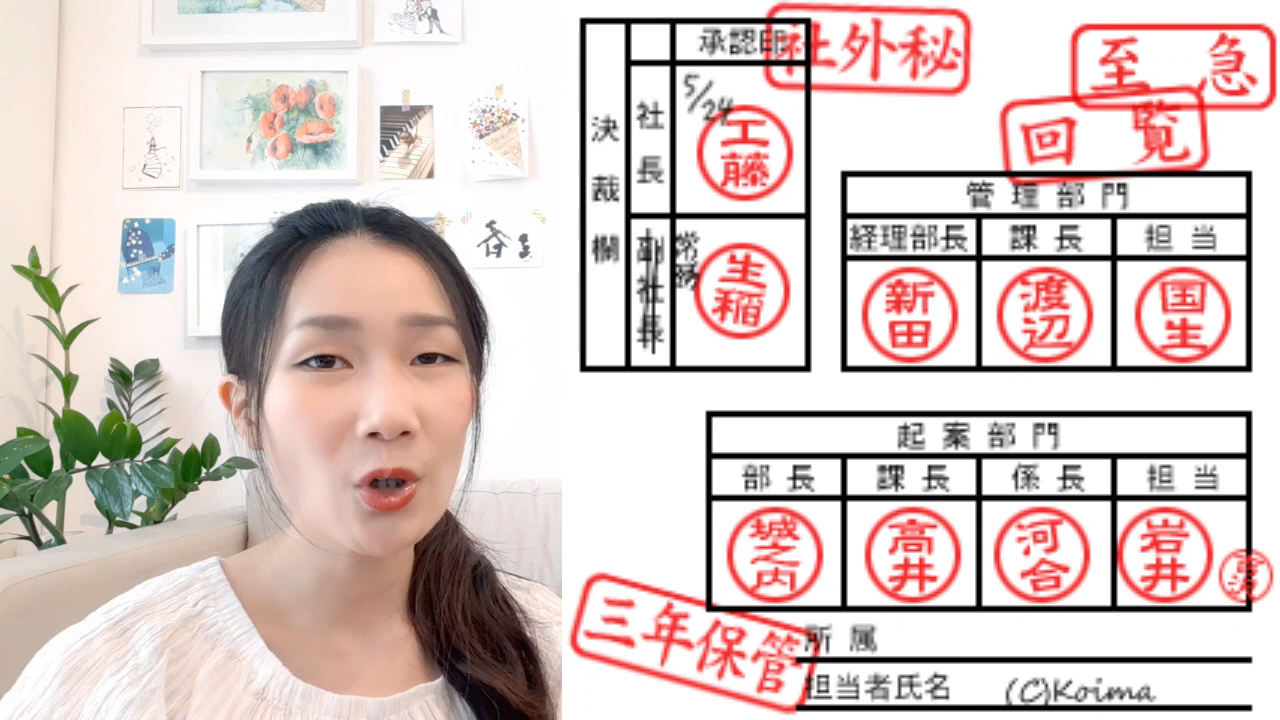 社外秘
至急
回覧
決裁欄
承認印
社長
5/24
工藤
副社長
常務
生稲
管理部門
経理部長 課長 担当
新田 渡辺 国生
起案部門
部長 課長 係長 担当
城之内 高井 河合 岩井
三年保管
所属
担当者氏名 (C)Koima